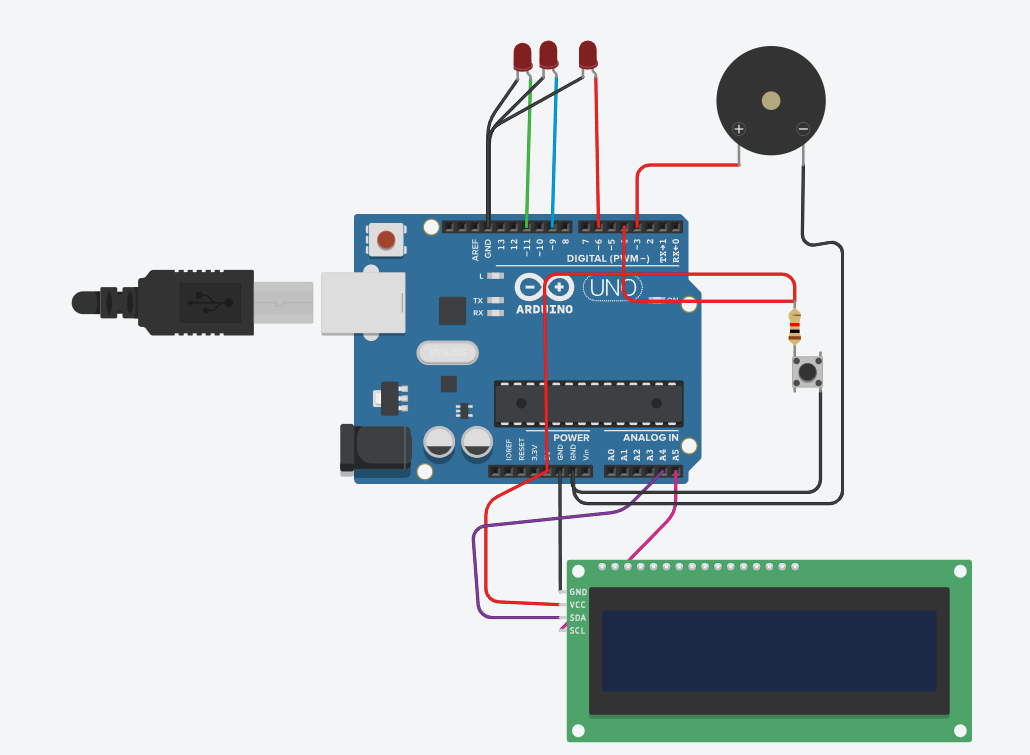 + −
AREF GND 13 12 ~11 ~10 ~9 8 7 ~6 ~5 ~3 2 TX→1 RX←0
DIGITAL (PWM~)
L
TX
RX
UNO
ON
ARDUINO
POWER
ANALOG IN
IOREF RESET 3.3V GND GND Vin A0 A1 A2 A3 A4 A5
GND
VCC
SDA
SCL